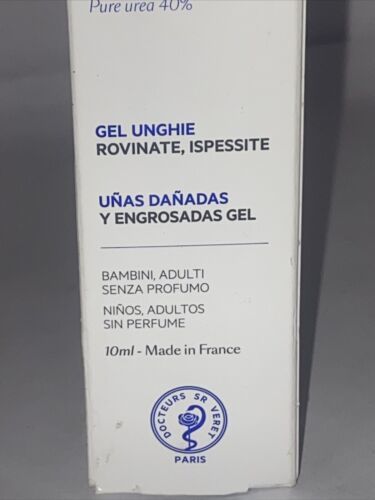 Pure urea 40%
GEL UNGHIE
ROVINATE, ISPESSITE
UÑAS DAÑADAS
Y ENGROSADAS GEL
BAMBINI, ADULTI
SENZA PROFUMO
NIÑOS, ADULTOS
SIN PERFUME
10ml - Made in France
DOCTEURS SR VERET
PARIS